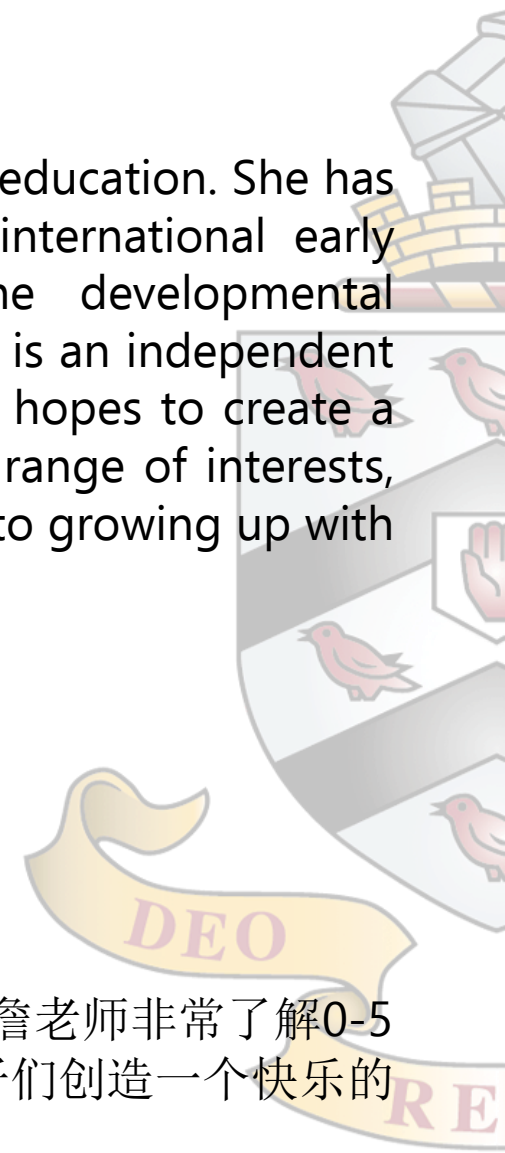 education. She has
international early
developmental
is an independent
hopes to create a
range of interests,
to growing up with
DEO
詹老师非常了解0-5
们创造一个快乐的
RE